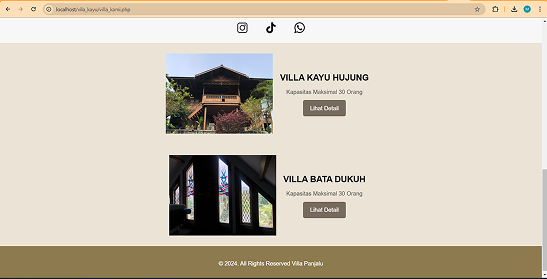 localhost/villa_kayu/villa_kami.php
VILLA KAYU HUJUNG
Kapasitas Maksimal 30 Orang
Lihat Detail
VILLA BATA DUKUH
Kapasitas Maksimal 30 Orang
Lihat Detail
© 2024. All Rights Reserved Villa Panjalu